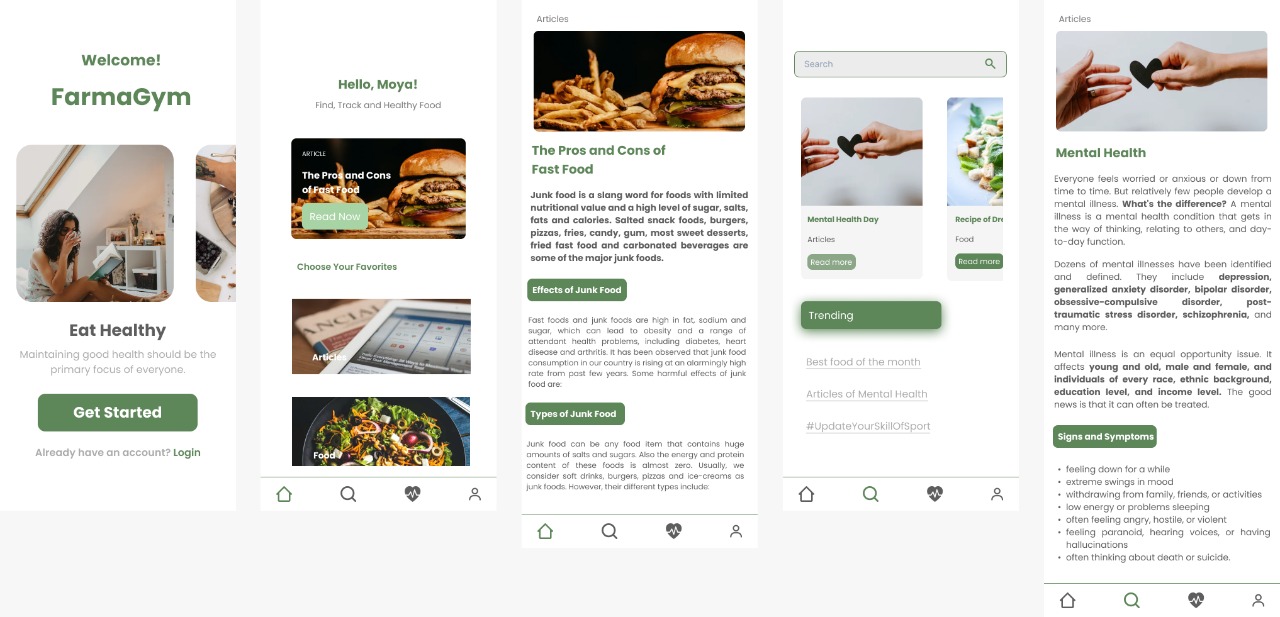 Welcome!
FarmaGym
Eat Healthy
Maintaining good health should be the
primary focus of everyone.
Get Started
Already have an account? Login
Hello, Moya!
Find, Track and Healthy Food
ARTICLE
The Pros and Cons
of Fast Food
Read Now
Choose Your Favorites
Articles
Food
Articles
The Pros and Cons of
Fast Food
Junk food is a slang word for foods with limited
nutritional value and a high level of sugar, salts,
fats and calories. Salted snack foods, burgers,
pizzas, fries, candy, gum, most sweet desserts,
fried fast food and carbonated beverages are
some of the major junk foods.
Effects of Junk Food
Fast foods and junk foods are high in fat, sodium and
sugar, which can lead to obesity and a range of
attendant health problems, including diabetes, heart
disease and arthritis. It has been observed that junk food
consumption in our country is rising at an alarmingly high
rate from past few years. Some harmful effects of junk
food are:
Types of Junk Food
Junk food can be any food item that contains huge
amounts of salts and sugars. Also the energy and protein
content of these foods is almost zero. Usually, we
consider soft drinks, burgers, pizzas and ice-creams as
junk foods. However, their different types include:
Search
Mental Health Day
Articles
Read more
Recipe of Dre
Food
Read more
Trending
Best food of the month
Articles of Mental Health
#UpdateYourSkillOfSport
Articles
Mental Health
Everyone feels worried or anxious or down from
time to time. But relatively few people develop a
mental illness. What's the difference? A mental
illness is a mental health condition that gets in
the way of thinking, relating to others, and day-
to-day function.
Dozens of mental illnesses have been identified
and defined. They include depression,
generalized anxiety disorder, bipolar disorder,
obsessive-compulsive disorder, post-
traumatic stress disorder, schizophrenia, and
many more.
Mental illness is an equal opportunity issue. It
affects young and old, male and female, and
individuals of every race, ethnic background,
education level, and income level. The good
news is that it can often be treated.
Signs and Symptoms
• feeling down for a while
• extreme swings in mood
• withdrawing from family, friends, or activities
• low energy or problems sleeping
• often feeling angry, hostile, or violent
• feeling paranoid, hearing voices, or having
hallucinations
• often thinking about death or suicide.